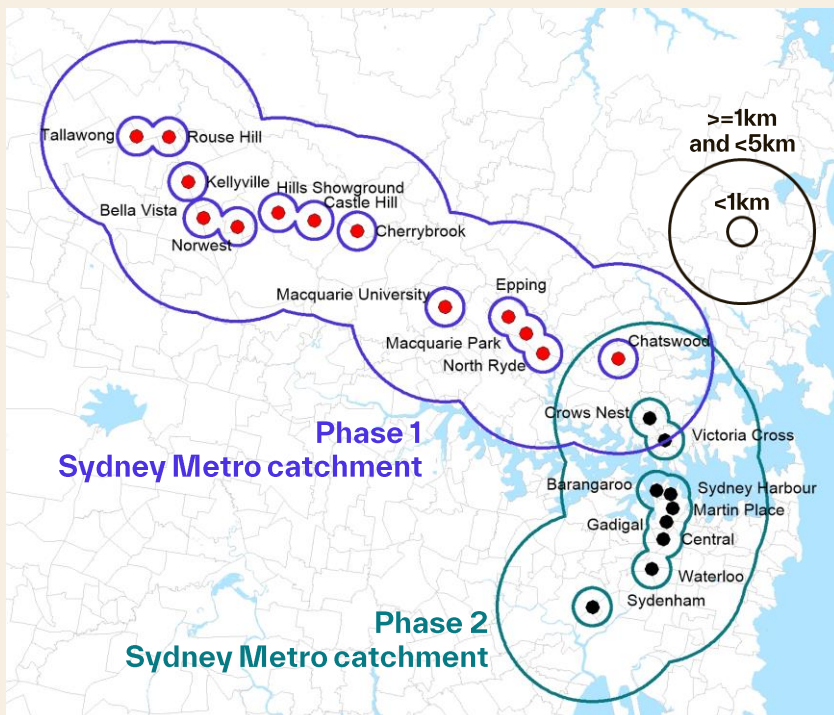 >=1km
and <5km
<1km
Tallawong
Rouse Hill
Kellyville
Hills Showground
Bella Vista
Castle Hill
Norwest
Cherrybrook
Macquarie University
Epping
Macquarie Park
North Ryde
Chatswood
Crows Nest
Phase 1
Sydney Metro catchment
Victoria Cross
Barangaroo
Sydney Harbour
Martin Place
Gadigal
Central
Waterloo
Sydenham
Phase 2
Sydney Metro catchment